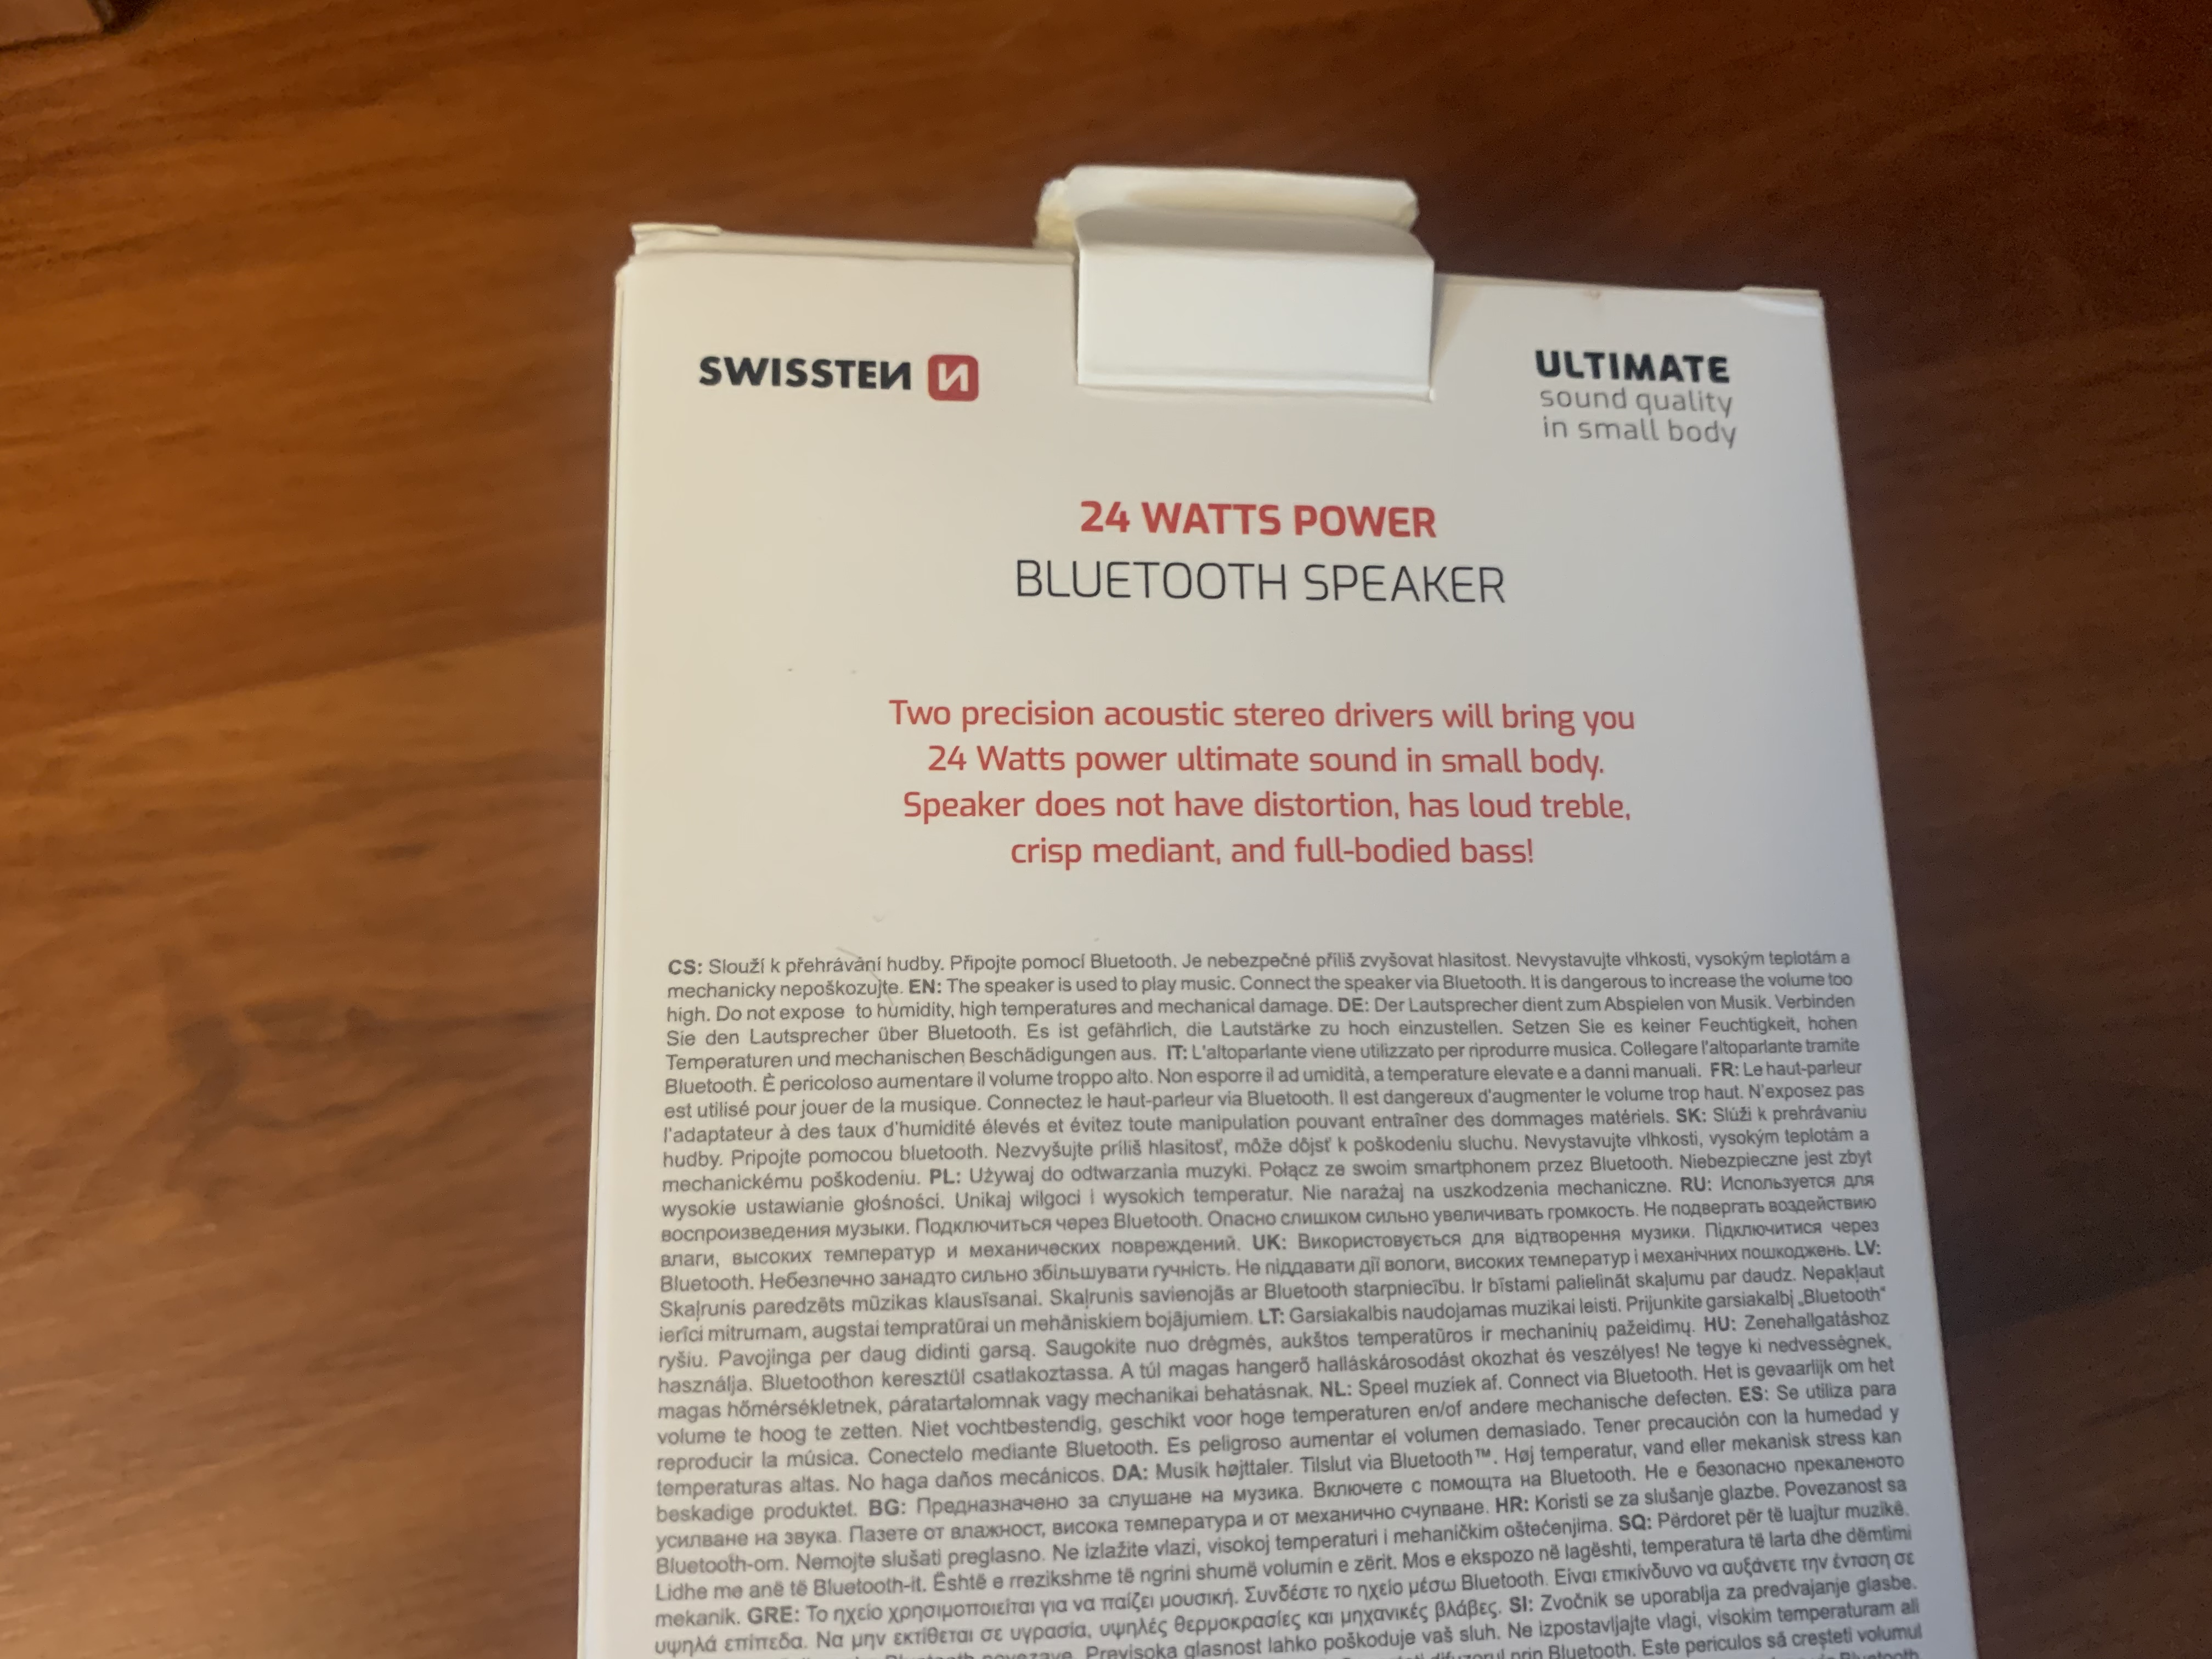 SWISSTEN N
ULTIMATE
sound quality
in small body
24 WATTS POWER
BLUETOOTH SPEAKER
Two precision acoustic stereo drivers will bring you
24 Watts power ultimate sound in small body.
Speaker does not have distortion, has loud treble,
crisp mediant, and full-bodied bass!
CS: Slouží k přehrávání hudby. Připojte pomocí Bluetooth. Je nebezpečné příliš zvyšovat hlasitost. Nevystavujte vlhkosti, vysokým teplotám a
mechanicky nepoškozujte. EN: The speaker is used to play music. Connect the speaker via Bluetooth. It is dangerous to increase the volume too
high. Do not expose to humidity, high temperatures and mechanical damage. DE: Der Lautsprecher dient zum Abspielen von Musik. Verbinden
Sie den Lautsprecher über Bluetooth. Es ist gefährlich, die Lautstärke zu hoch einzustellen. Setzen Sie es keiner Feuchtigkeit, hohen
Temperaturen und mechanischen Beschädigungen aus. IT: L'altoparlante viene utilizzato per riprodurre musica. Collegare l'altoparlante tramite
Bluetooth. È pericoloso aumentare il volume troppo alto. Non esporre il ad umidità, a temperature elevate e a danni manuali. FR: Le haut-parleur
est utilisé pour jouer de la musique. Connectez le haut-parleur via Bluetooth. Il est dangereux d'augmenter le volume trop haut. N'exposez pas
l'adaptateur à des taux d'humidité élevés et évitez toute manipulation pouvant entraîner des dommages matériels. SK: Slúži k prehrávaniu
hudby. Pripojte pomocou bluetooth. Nezvyšujte príliš hlasitosť, môže dôjsť k poškodeniu sluchu. Nevystavujte vlhkosti, vysokým teplotám a
mechanickému poškodeniu. PL: Używaj do odtwarzania muzyki. Połącz ze swoim smartphonem przez Bluetooth. Niebezpieczne jest zbyt
wysokie ustawianie głośności. Unikaj wilgoci i wysokich temperatur. Nie narażaj na uszkodzenia mechaniczne. RU: Используется для
воспроизведения музыки. Подключиться через Bluetooth. Опасно слишком сильно увеличивать громкость. Не подвергать воздействию
влаги, высоких температур и механических повреждений. UK: Використовується для відтворення музики. Підключитися через
Bluetooth. Небезпечно занадто сильно збільшувати гучність. Не піддавати дії вологи, високих температур і механічних пошкоджень. LV:
Skaļrunis paredzēts mūzikas klausīsanai. Skaļrunis savienojās ar Bluetooth starpniecību. Ir bīstami palielināt skaļumu par daudz. Nepakļaut
ierīci mitrumam, augstai tempratūrai un mehāniskiem bojājumiem. LT: Garsiakalbis naudojamas muzikai leisti. Prijunkite garsiakalbį „Bluetooth“
ryšiu. Pavojinga per daug didinti garsą. Saugokite nuo drėgmės, aukštos temperatūros ir mechaninių pažeidimų. HU: Zenehallgatáshoz
használja. Bluetoothon keresztül csatlakoztassa. A túl magas hangerő halláskárosodást okozhat és veszélyes! Ne tegye ki nedvességnek,
magas hőmérsékletnek, páratartalomnak vagy mechanikai behatásnak. NL: Speel muziek af. Connect via Bluetooth. Het is gevaarlijk om het
volume te hoog te zetten. Niet vochtbestendig, geschikt voor hoge temperaturen en/of andere mechanische defecten. ES: Se utiliza para
reproducir la música. Conectelo mediante Bluetooth. Es peligroso aumentar el volumen demasiado. Tener precaución con la humedad y
temperaturas altas. No haga daños mecánicos. DA: Musik højttaler. Tilslut via Bluetooth™. Høj temperatur, vand eller mekanisk stress kan
beskadige produktet. BG: Предназначено за слушане на музика. Включете с помощта на Bluetooth. Не е безопасно прекаленото
усилване на звука. Пазете от влажност, висока температура и от механично счупване. HR: Koristi se za slušanje glazbe. Povezanost sa
Bluetooth-om. Nemojte slušati preglasno. Ne izlažite vlazi, visokoj temperaturi i mehaničkim oštećenjima. SQ: Përdoret për të luajtur muzikë.
Lidhe me anë të Bluetooth-it. Është e rrezikshme të ngrini shumë volumin e zërit. Mos e ekspozo në lagështi, temperatura të larta dhe dëmtimi
mekanik. GRE: Το ηχείο χρησιμοποιείται για να παίζει μουσική. Συνδέστε το ηχείο μέσω Bluetooth. Είναι επικίνδυνο να αυξάνετε την ένταση σε
υψηλά επίπεδα. Να μην εκτίθεται σε υγρασία, υψηλές θερμοκρασίες και μηχανικές βλάβες. SI: Zvočnik se uporablja za predvajanje glasbe.
Previsoka glasnost lahko poškoduje vaš sluh. Ne izpostavljajte vlagi, visokim temperaturam ali
prin Bluetooth. Este periculos să creșteti volumul